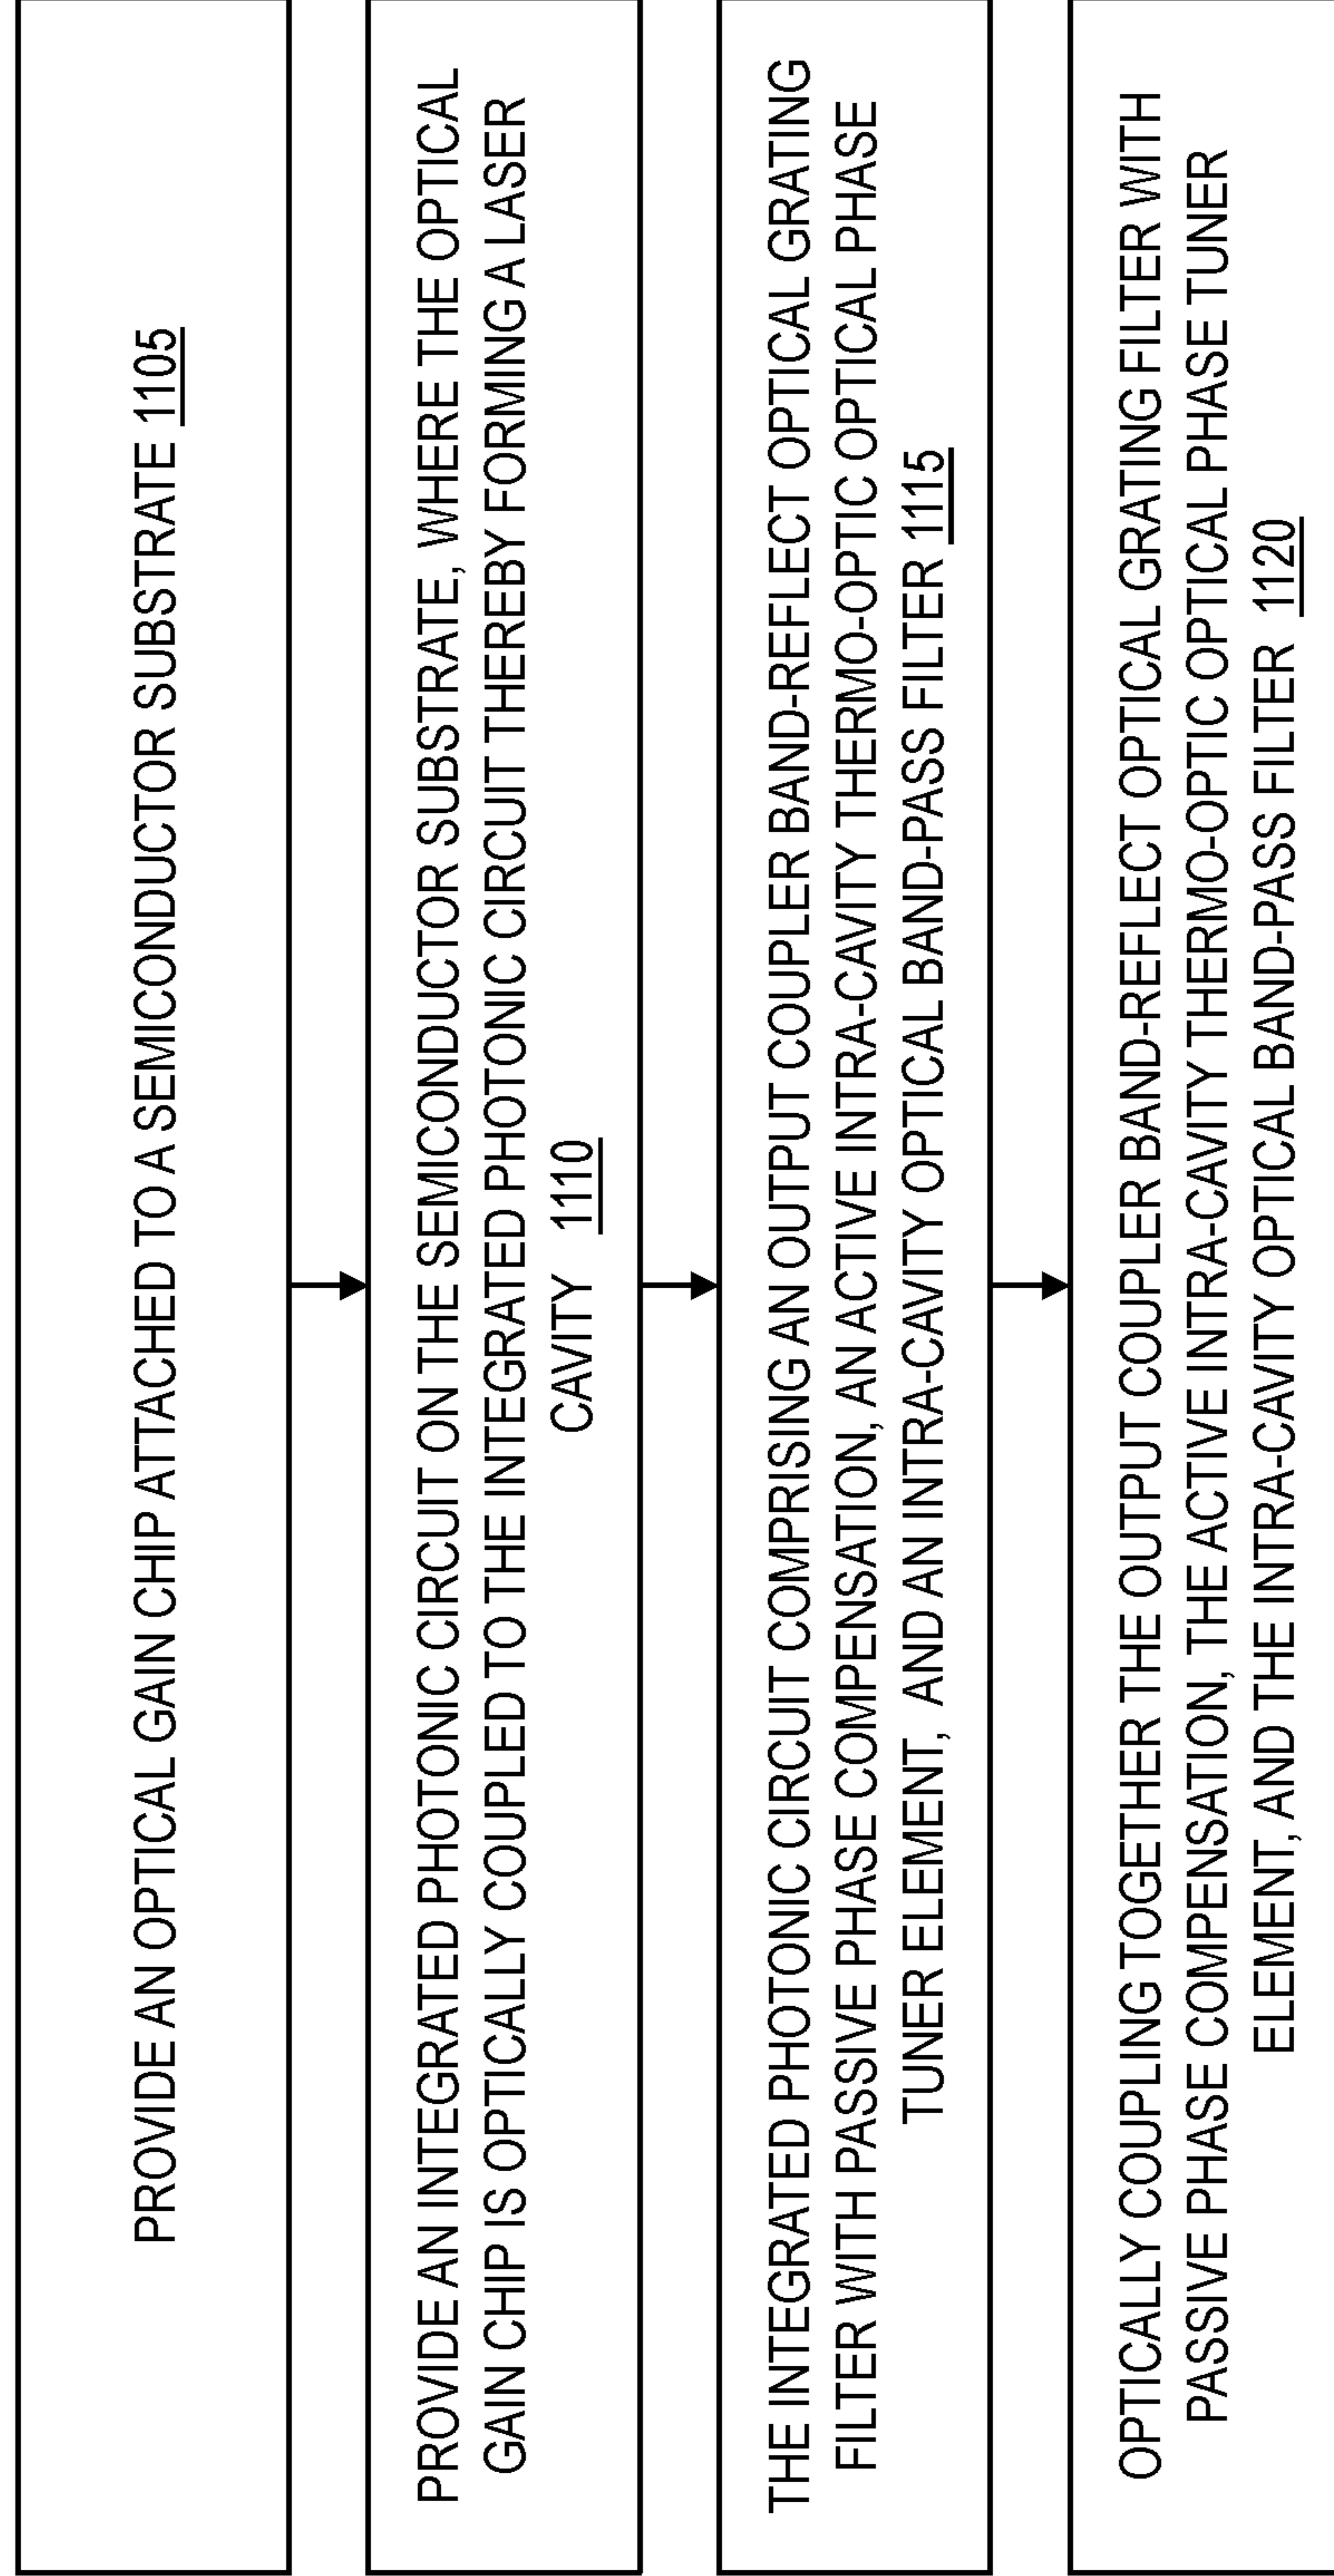 PROVIDE AN OPTICAL GAIN CHIP ATTACHED TO A SEMICONDUCTOR SUBSTRATE 1105
PROVIDE AN INTEGRATED PHOTONIC CIRCUIT ON THE SEMICONDUCTOR SUBSTRATE, WHERE THE OPTICAL
GAIN CHIP IS OPTICALLY COUPLED TO THE INTEGRATED PHOTONIC CIRCUIT THEREBY FORMING A LASER
CAVITY 1110
THE INTEGRATED PHOTONIC CIRCUIT COMPRISING AN OUTPUT COUPLER BAND-REFLECT OPTICAL GRATING
FILTER WITH PASSIVE PHASE COMPENSATION, AN ACTIVE INTRA-CAVITY THERMO-OPTIC OPTICAL PHASE
TUNER ELEMENT, AND AN INTRA-CAVITY OPTICAL BAND-PASS FILTER 1115
OPTICALLY COUPLING TOGETHER THE OUTPUT COUPLER BAND-REFLECT OPTICAL GRATING FILTER WITH
PASSIVE PHASE COMPENSATION, THE ACTIVE INTRA-CAVITY THERMO-OPTIC OPTICAL PHASE TUNER
ELEMENT, AND THE INTRA-CAVITY OPTICAL BAND-PASS FILTER 1120